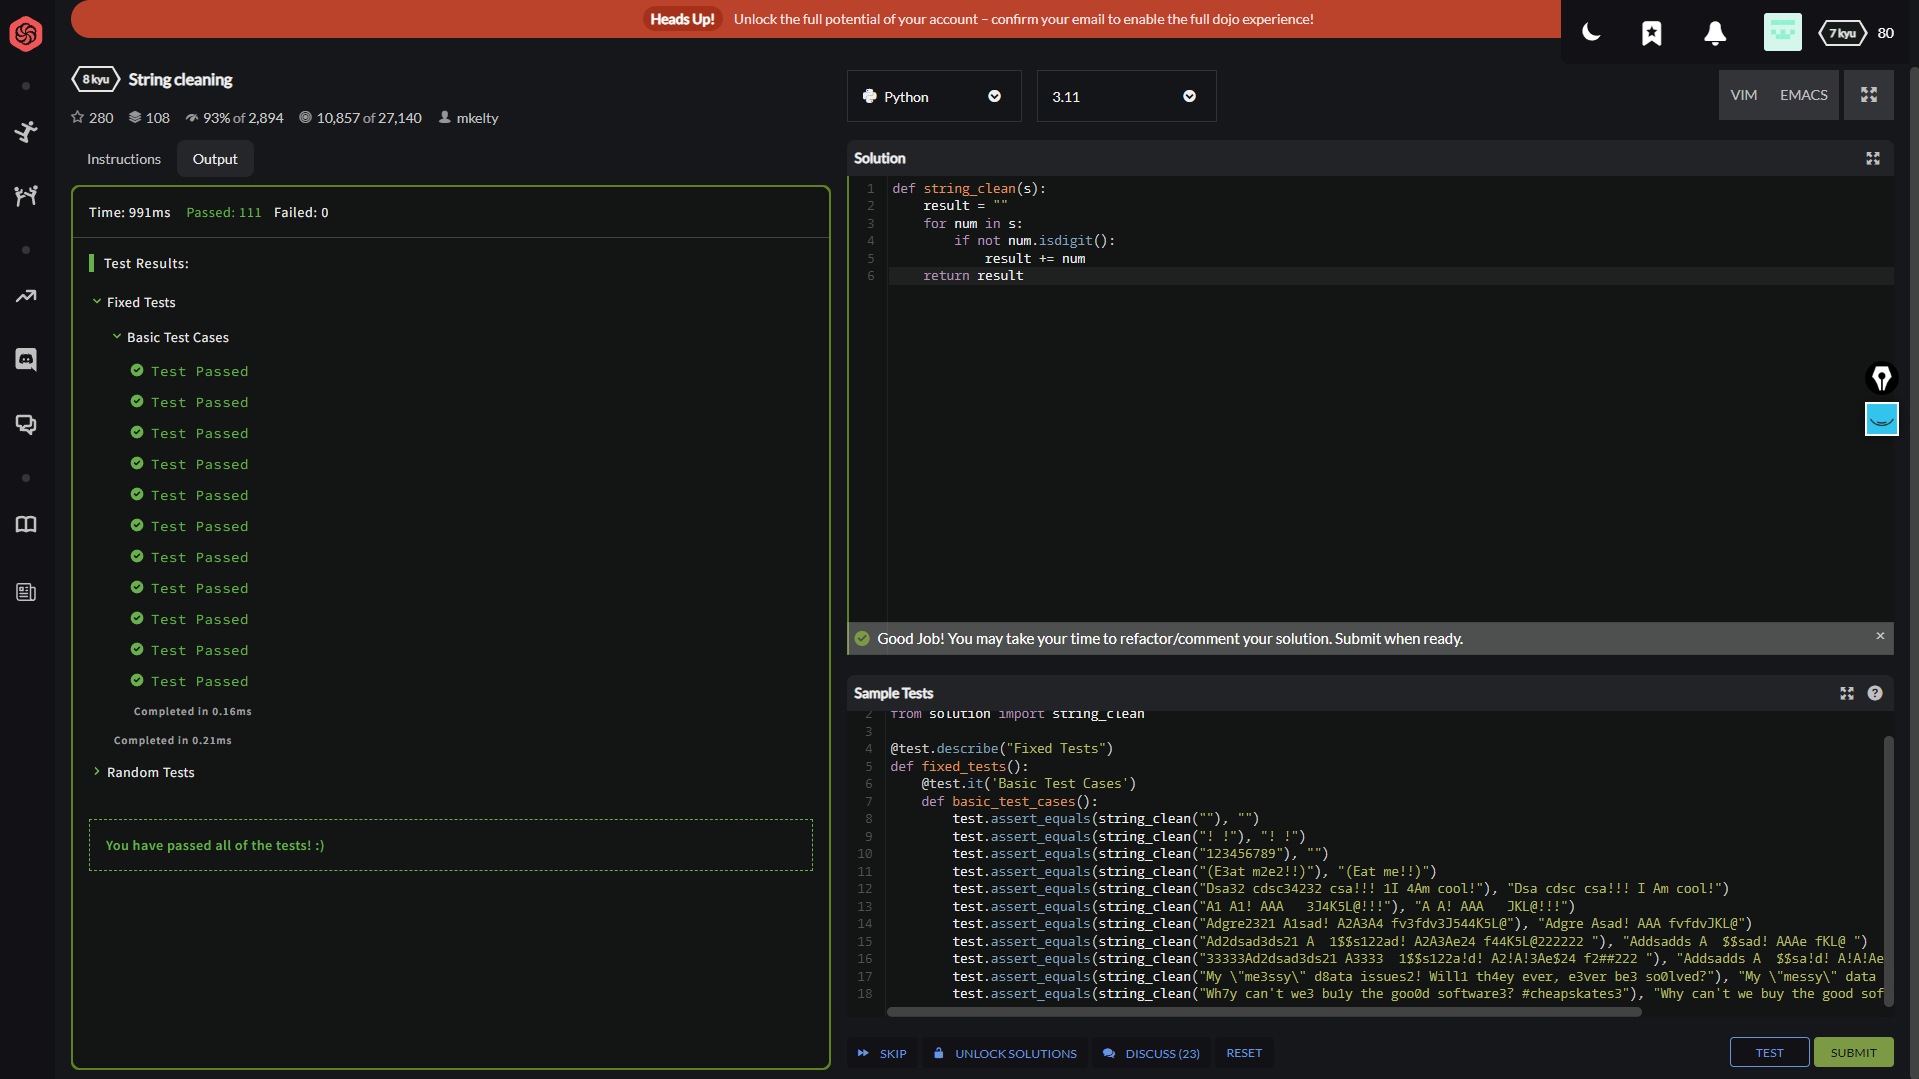 Heads Up! Unlock the full potential of your account – confirm your email to enable the full dojo experience!
7 kyu 80
8 kyu String cleaning
280 108 93% of 2,894 10,857 of 27,140 mkelty
Instructions Output
Time: 991ms Passed: 111 Failed: 0
Test Results:
Fixed Tests
Basic Test Cases
Test Passed
Test Passed
Test Passed
Test Passed
Test Passed
Test Passed
Test Passed
Test Passed
Test Passed
Test Passed
Test Passed
Completed in 0.16ms
Completed in 0.21ms
Random Tests
You have passed all of the tests! :)
Python 3.11
VIM EMACS
Solution
1 def string_clean(s):
2     result = ""
3     for num in s:
4         if not num.isdigit():
5             result += num
6     return result
Good Job! You may take your time to refactor/comment your solution. Submit when ready. ×
Sample Tests
2 from solution import string_clean
3
4 @test.describe("Fixed Tests")
5 def fixed_tests():
6     @test.it('Basic Test Cases')
7     def basic_test_cases():
8         test.assert_equals(string_clean(""), "")
9         test.assert_equals(string_clean("! !"), "! !")
10         test.assert_equals(string_clean("123456789"), "")
11         test.assert_equals(string_clean("(E3at m2e2!!)"), "(Eat me!!)")
12         test.assert_equals(string_clean("Dsa32 cdsc34232 csa!!! 1I 4Am cool!"), "Dsa cdsc csa!!! I Am cool!")
13         test.assert_equals(string_clean("A1 A1! AAA   3J4K5L@!!!"), "A A! AAA   JKL@!!!")
14         test.assert_equals(string_clean("Adgre2321 A1sad! A2A3A4 fv3fdv3J544K5L@"), "Adgre Asad! AAA fvfdvJKL@")
15         test.assert_equals(string_clean("Ad2dsad3ds21 A  1$$s122ad! A2A3Ae24 f44K5L@222222 "), "Addsadds A  $$sad! AAAe fKL@ ")
16         test.assert_equals(string_clean("33333Ad2dsad3ds21 A3333  1$$s122a!d! A2!A!3Ae$24 f2##222 "), "Addsadds A  $$sa!d! A!A!Ae
17         test.assert_equals(string_clean("My \"me3ssy\" d8ata issues2! Will1 th4ey ever, e3ver be3 so0lved?"), "My \"messy\" data
18         test.assert_equals(string_clean("Wh7y can't we3 bu1y the goo0d software3? #cheapskates3"), "Why can't we buy the good sof
SKIP UNLOCK SOLUTIONS DISCUSS (23) RESET TEST SUBMIT